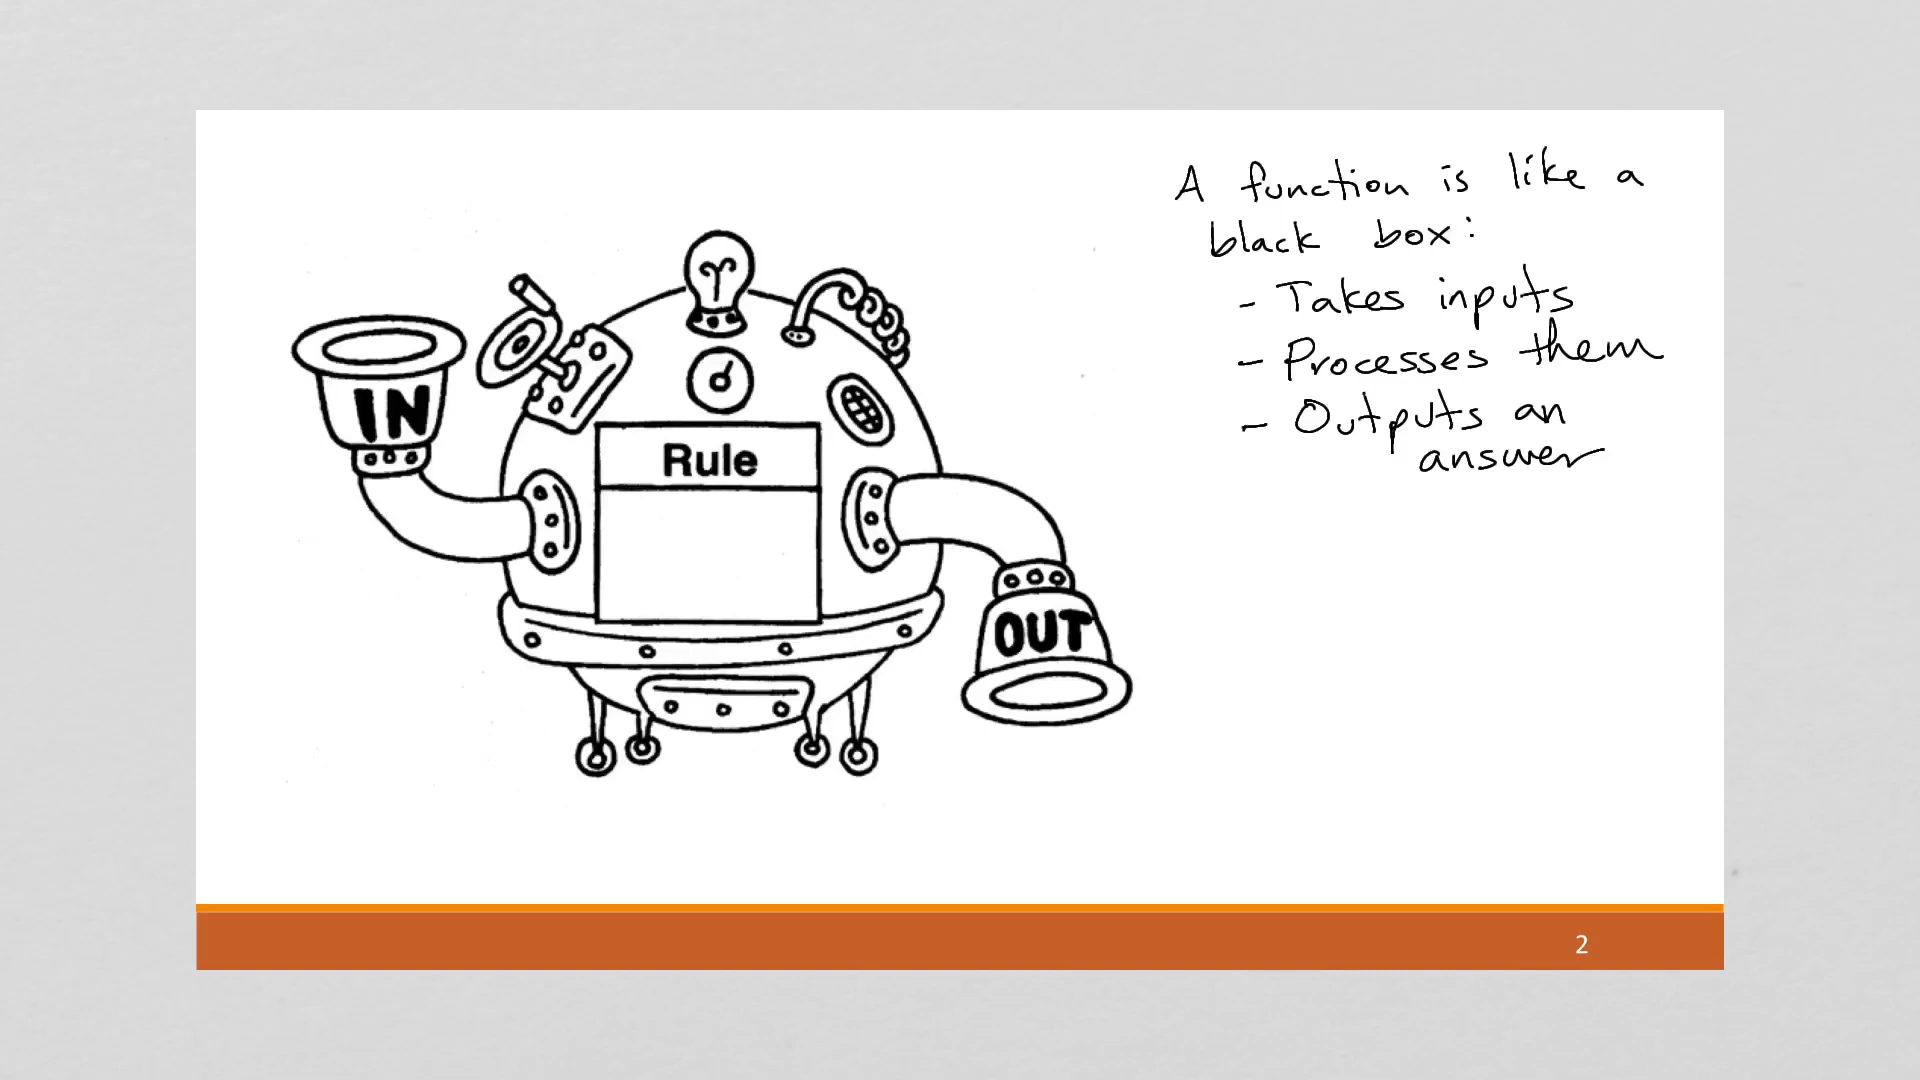 A function is like a
black box:
- Takes inputs
- Processes them
- Outputs an
answer
IN
Rule
OUT
2